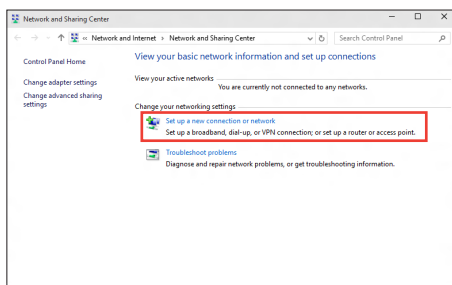 Network and Sharing Center
« Network and Internet › Network and Sharing Center
Search Control Panel
Control Panel Home
Change adapter settings
Change advanced sharing
settings
View your basic network information and set up connections
View your active networks
You are currently not connected to any networks.
Change your networking settings
Set up a new connection or network
Set up a broadband, dial-up, or VPN connection; or set up a router or access point.
Troubleshoot problems
Diagnose and repair network problems, or get troubleshooting information.